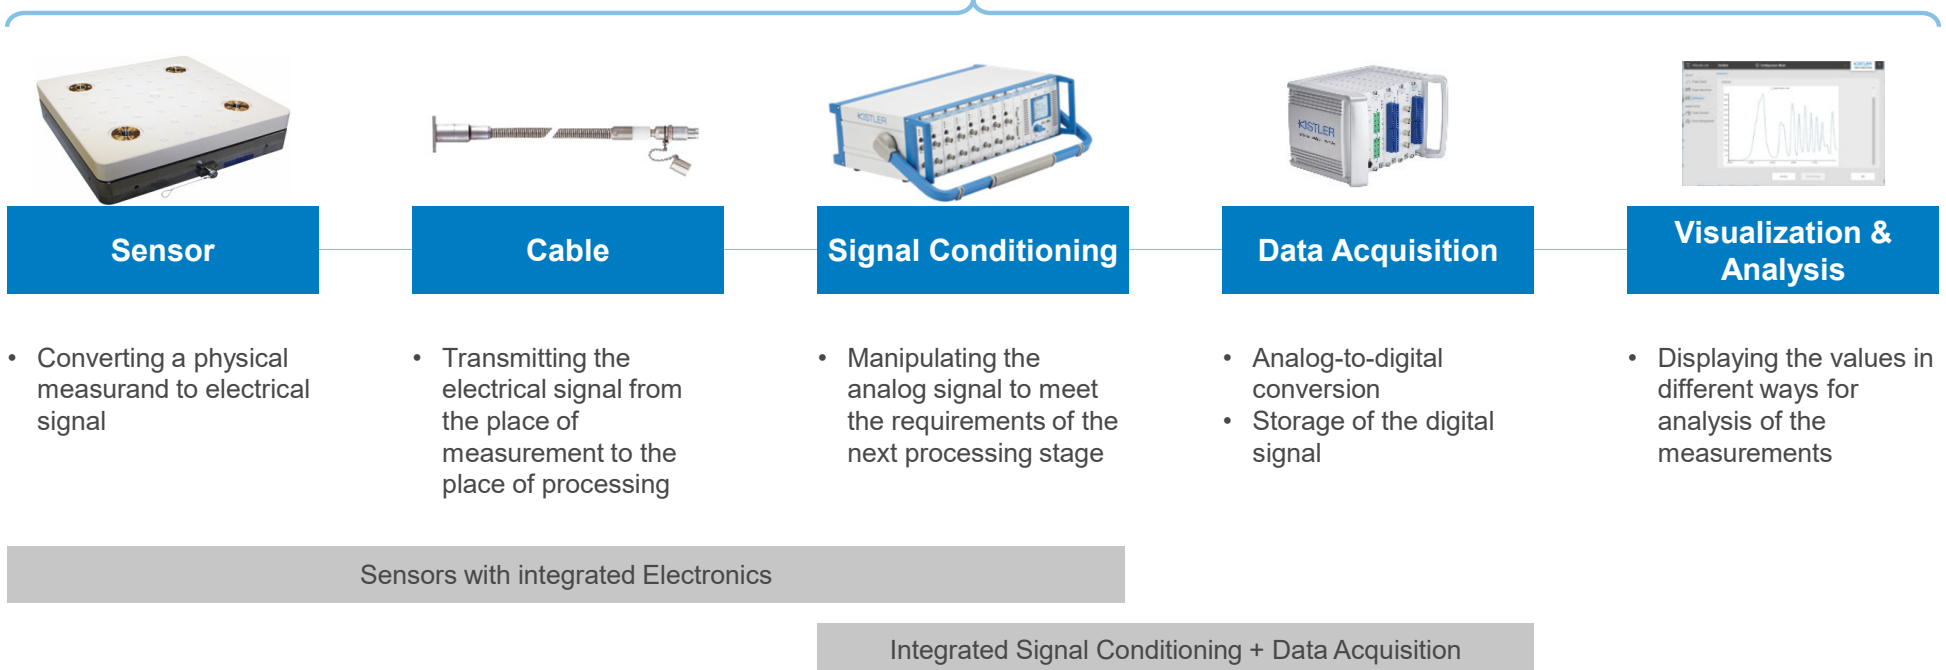 KISTLER
KISTLER
KISTLER
Sensor
Cable
Signal Conditioning
Data Acquisition
Visualization &
Analysis
• Converting a physical
measurand to electrical
signal
• Transmitting the
electrical signal from
the place of
measurement to the
place of processing
• Manipulating the
analog signal to meet
the requirements of the
next processing stage
• Analog-to-digital
conversion
• Storage of the digital
signal
• Displaying the values in
different ways for
analysis of the
measurements
Sensors with integrated Electronics
Integrated Signal Conditioning + Data Acquisition